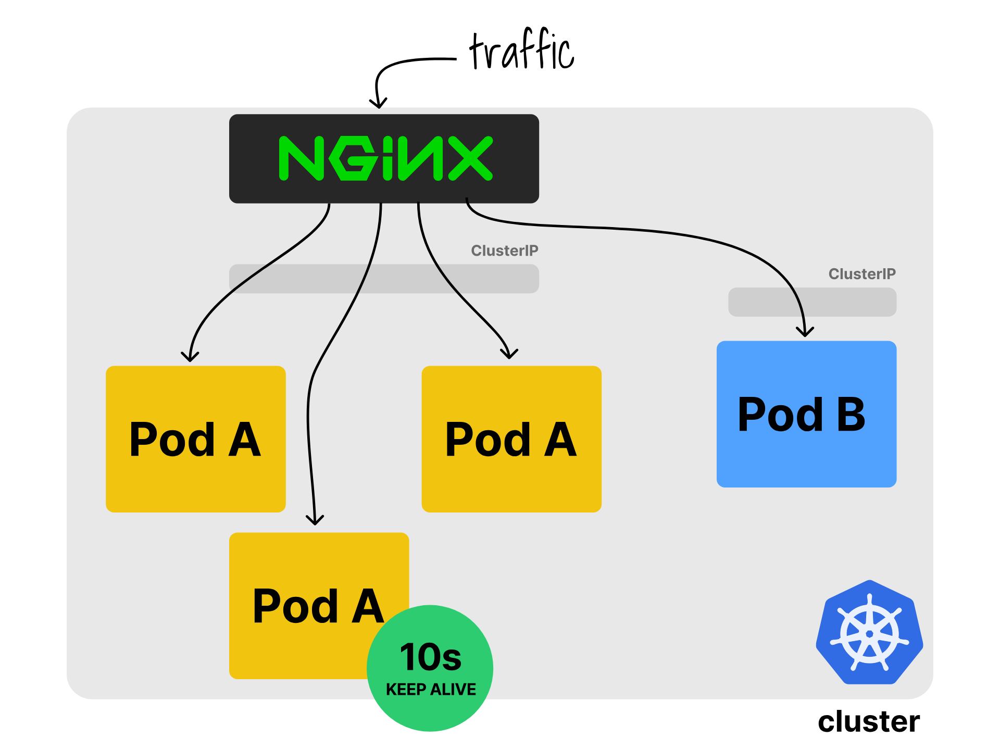 traffic
NGINX
ClusterIP
ClusterIP
Pod A
Pod A
Pod B
Pod A
10s
KEEP ALIVE
cluster